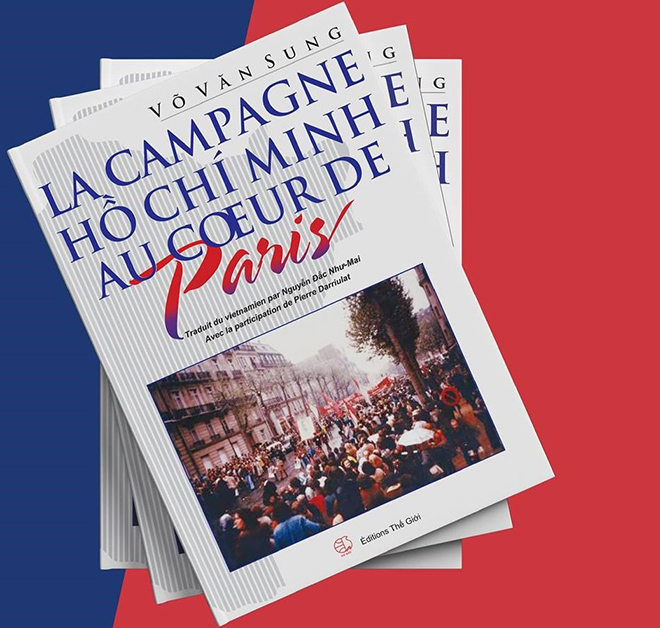 VÕ VĂN SUNG
LA CAMPAGNE
HỒ CHÍ MINH
AU CŒUR DE
Paris
Traduit du vietnamien par Nguyễn Đắc Như-Mai
Avec la participation de Pierre Darriulat
Éditions Thế Giới